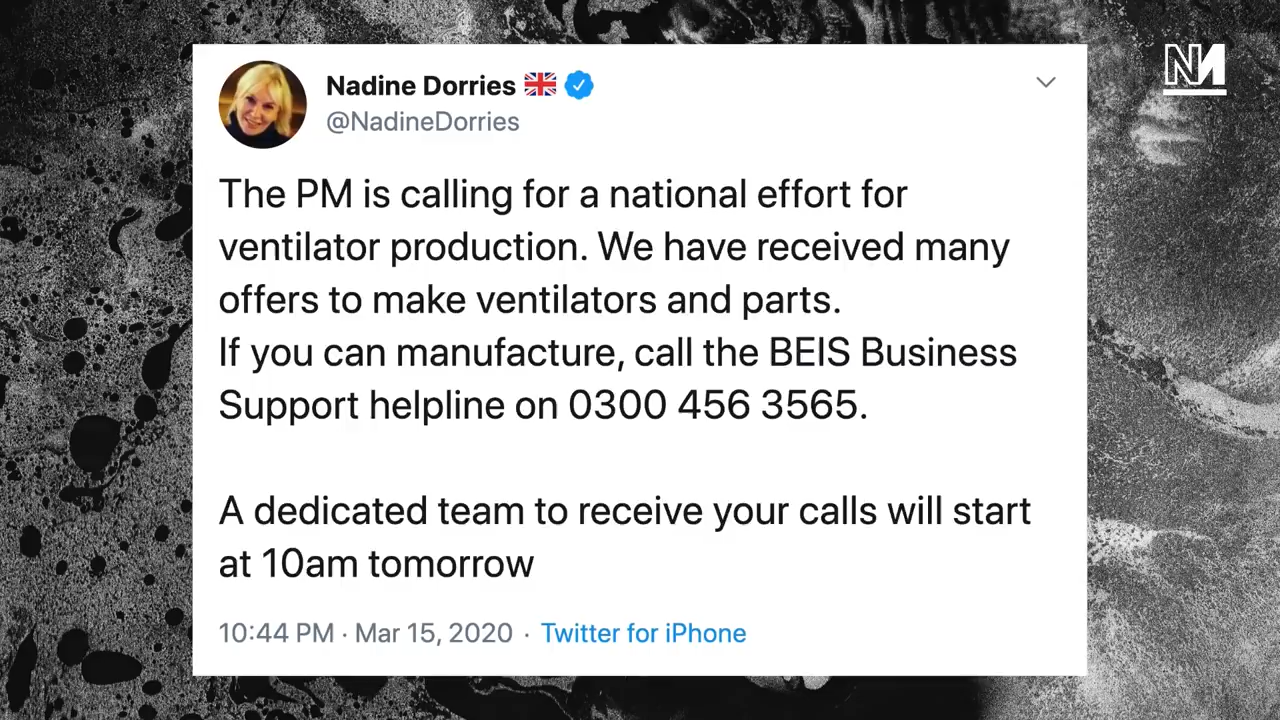 Nadine Dorries 🇬🇧
@NadineDorries
NM
The PM is calling for a national effort for
ventilator production. We have received many
offers to make ventilators and parts.
If you can manufacture, call the BEIS Business
Support helpline on 0300 456 3565.
A dedicated team to receive your calls will start
at 10am tomorrow
10:44 PM · Mar 15, 2020 · Twitter for iPhone